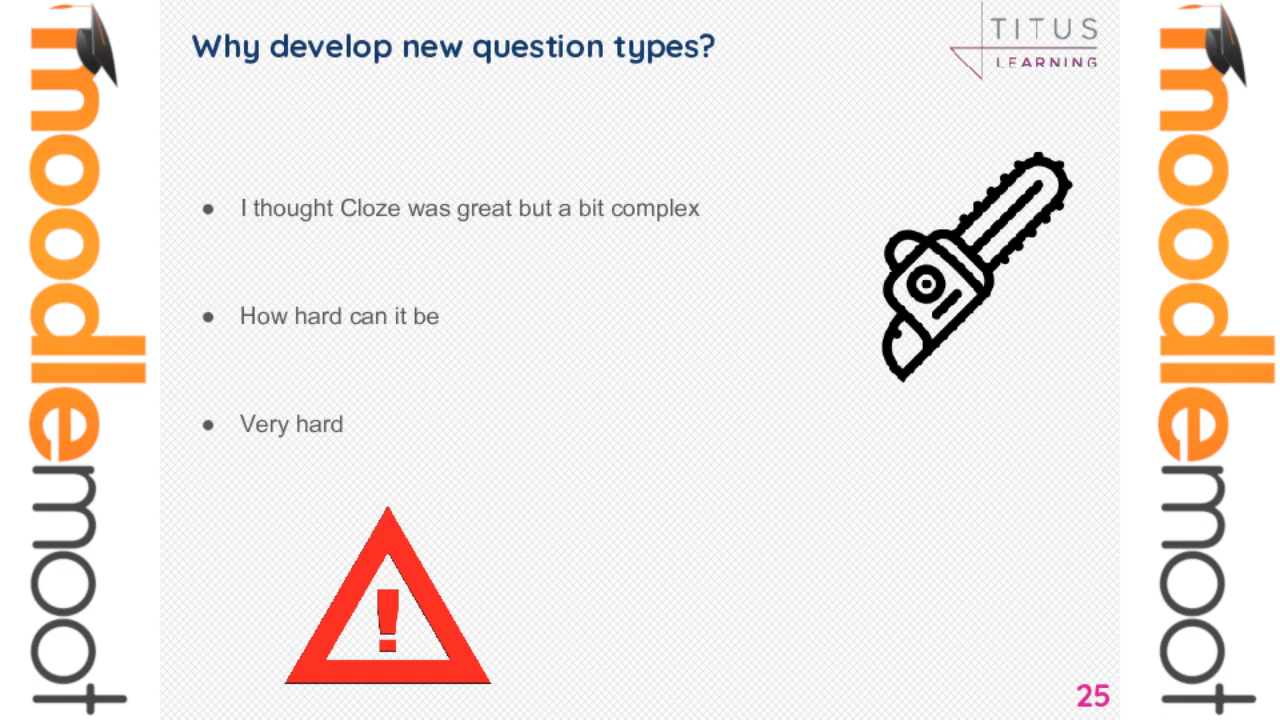 moodlemoot
Why develop new question types?
TITUS
LEARNING
● I thought Cloze was great but a bit complex
● How hard can it be
● Very hard
!
25
moodlemoot